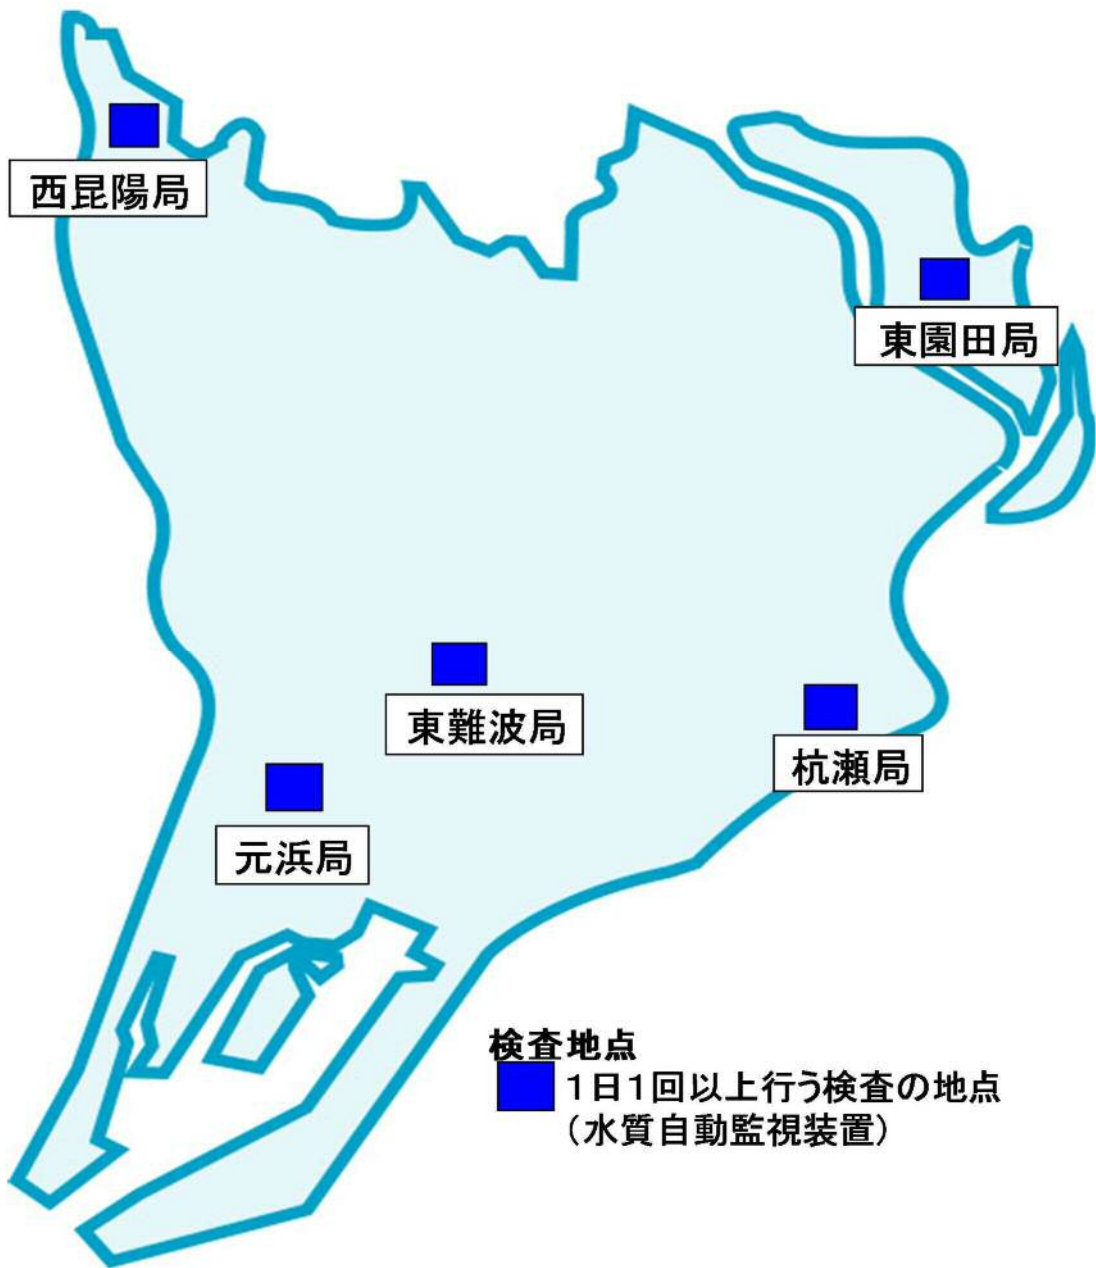 西昆陽局
東園田局
東難波局
杭瀬局
元浜局
検査地点
1日1回以上行う検査の地点
(水質自動監視装置)